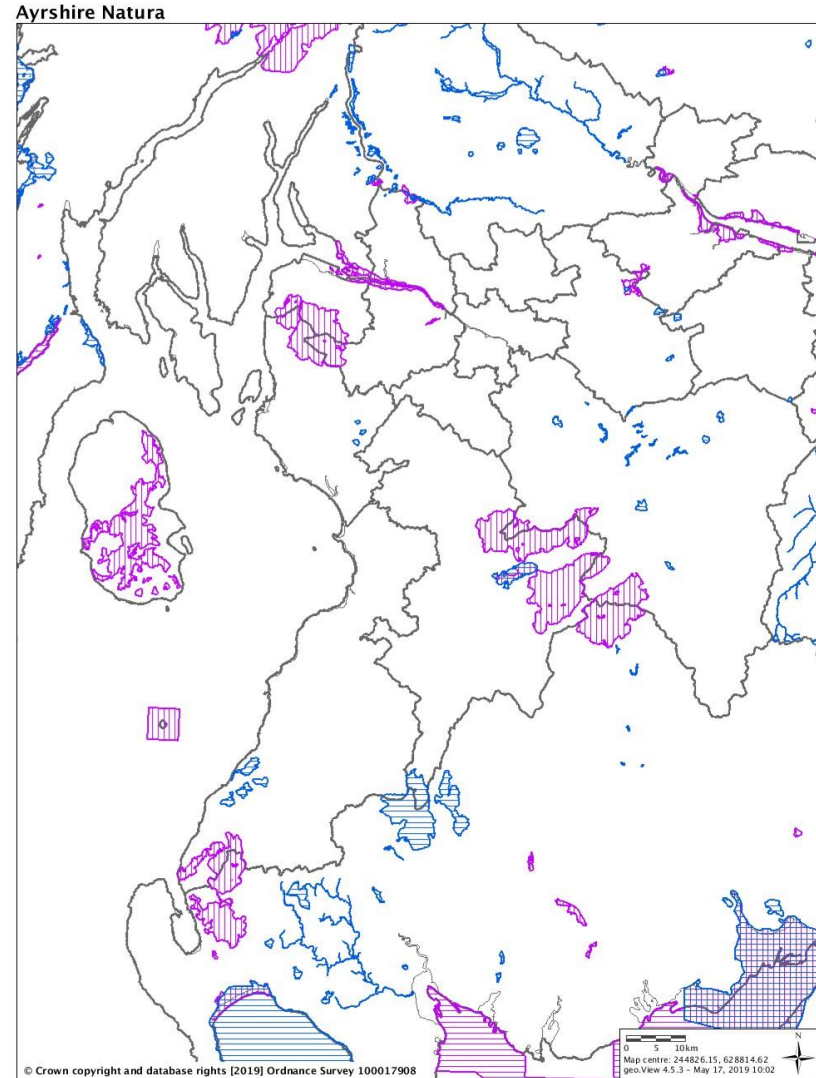 Ayrshire Natura
N
0 5 10km
Map centre: 244826.15, 628814.62
geo.View 4.5.3 - May 17, 2019 10:02
© Crown copyright and database rights [2019] Ordnance Survey 100017908